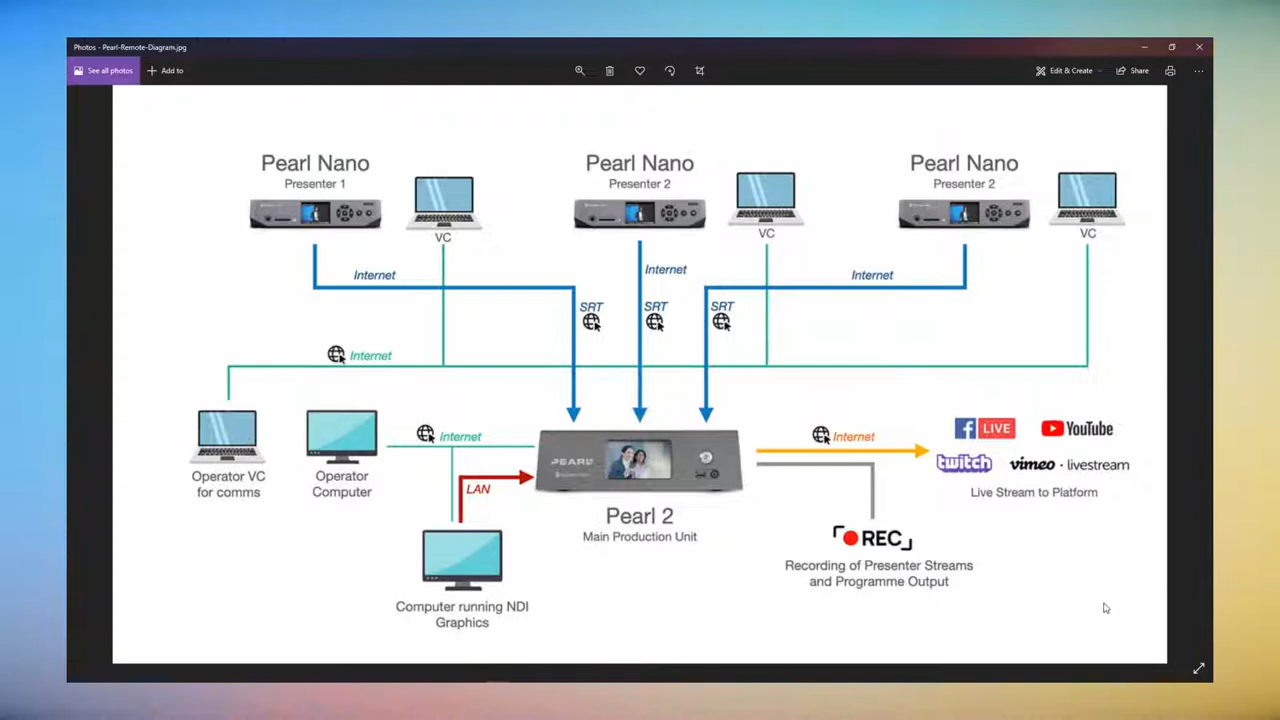 Photos - Pearl-Remote-Diagram.jpg
See all photos
Add to
Edit & Create
Share
Pearl Nano
Presenter 1
VC
Pearl Nano
Presenter 2
VC
Pearl Nano
Presenter 2
VC
Internet
Internet
Internet
SRT
SRT
SRT
Internet
Operator VC
for comms
Operator
Computer
Internet
LAN
PEARL
Pearl 2
Main Production Unit
Internet
LIVE
YouTube
twitch
vimeo · livestream
Live Stream to Platform
REC
Recording of Presenter Streams
and Programme Output
Computer running NDI
Graphics